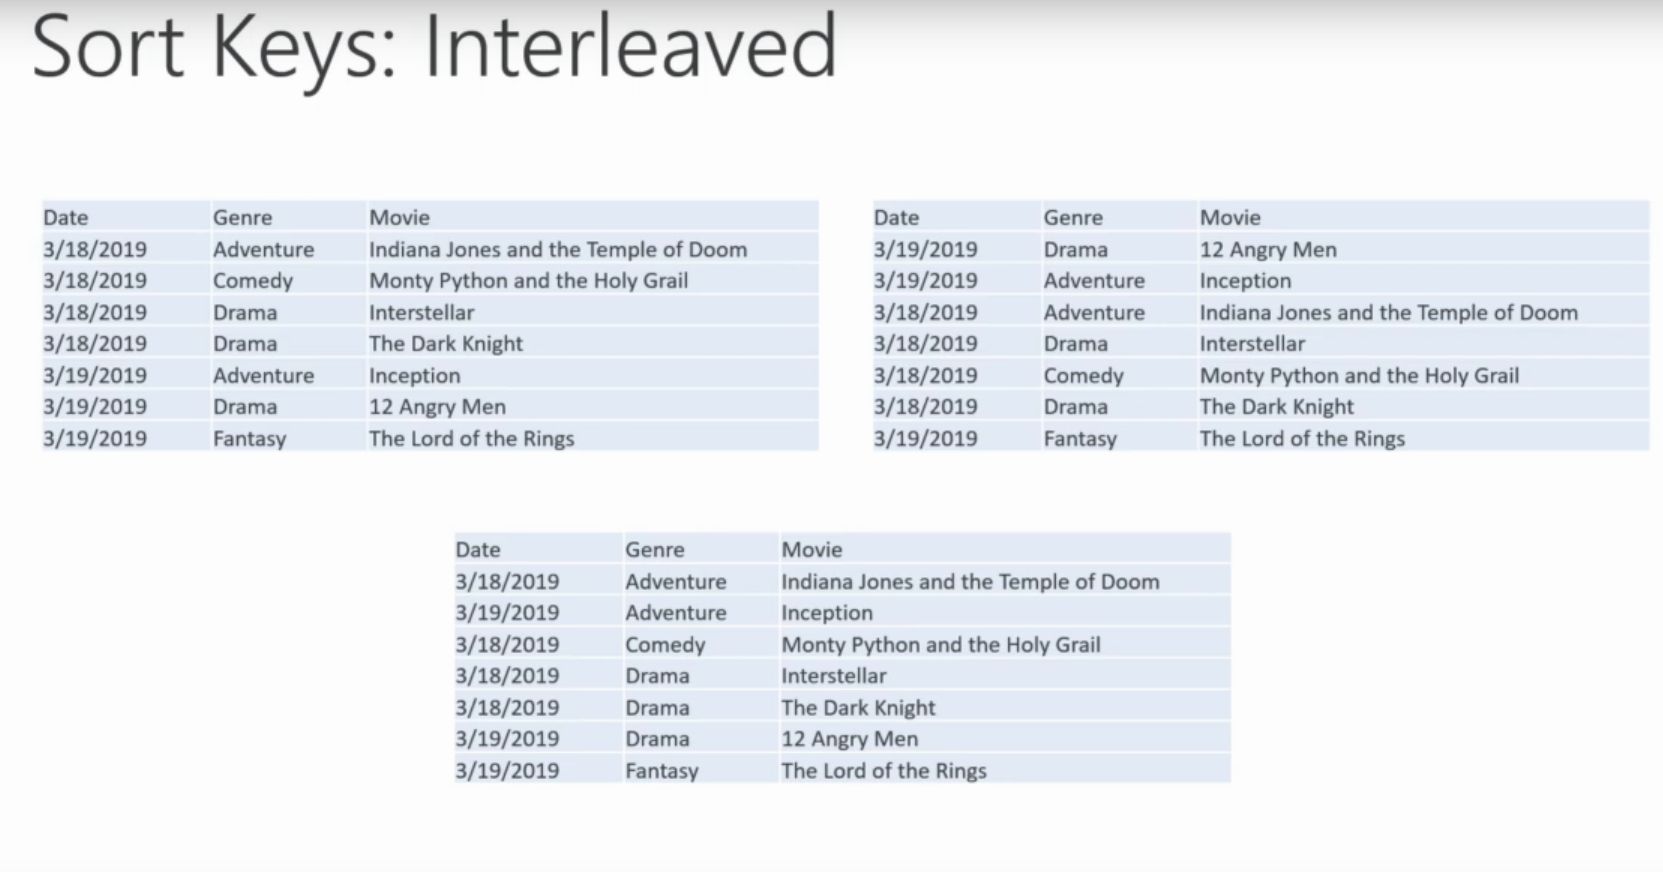 Sort Keys: Interleaved
Date Genre Movie
3/18/2019 Adventure Indiana Jones and the Temple of Doom
3/18/2019 Comedy Monty Python and the Holy Grail
3/18/2019 Drama Interstellar
3/18/2019 Drama The Dark Knight
3/19/2019 Adventure Inception
3/19/2019 Drama 12 Angry Men
3/19/2019 Fantasy The Lord of the Rings
Date Genre Movie
3/19/2019 Drama 12 Angry Men
3/19/2019 Adventure Inception
3/18/2019 Adventure Indiana Jones and the Temple of Doom
3/18/2019 Drama Interstellar
3/18/2019 Comedy Monty Python and the Holy Grail
3/18/2019 Drama The Dark Knight
3/19/2019 Fantasy The Lord of the Rings
Date Genre Movie
3/18/2019 Adventure Indiana Jones and the Temple of Doom
3/19/2019 Adventure Inception
3/18/2019 Comedy Monty Python and the Holy Grail
3/18/2019 Drama Interstellar
3/18/2019 Drama The Dark Knight
3/19/2019 Drama 12 Angry Men
3/19/2019 Fantasy The Lord of the Rings